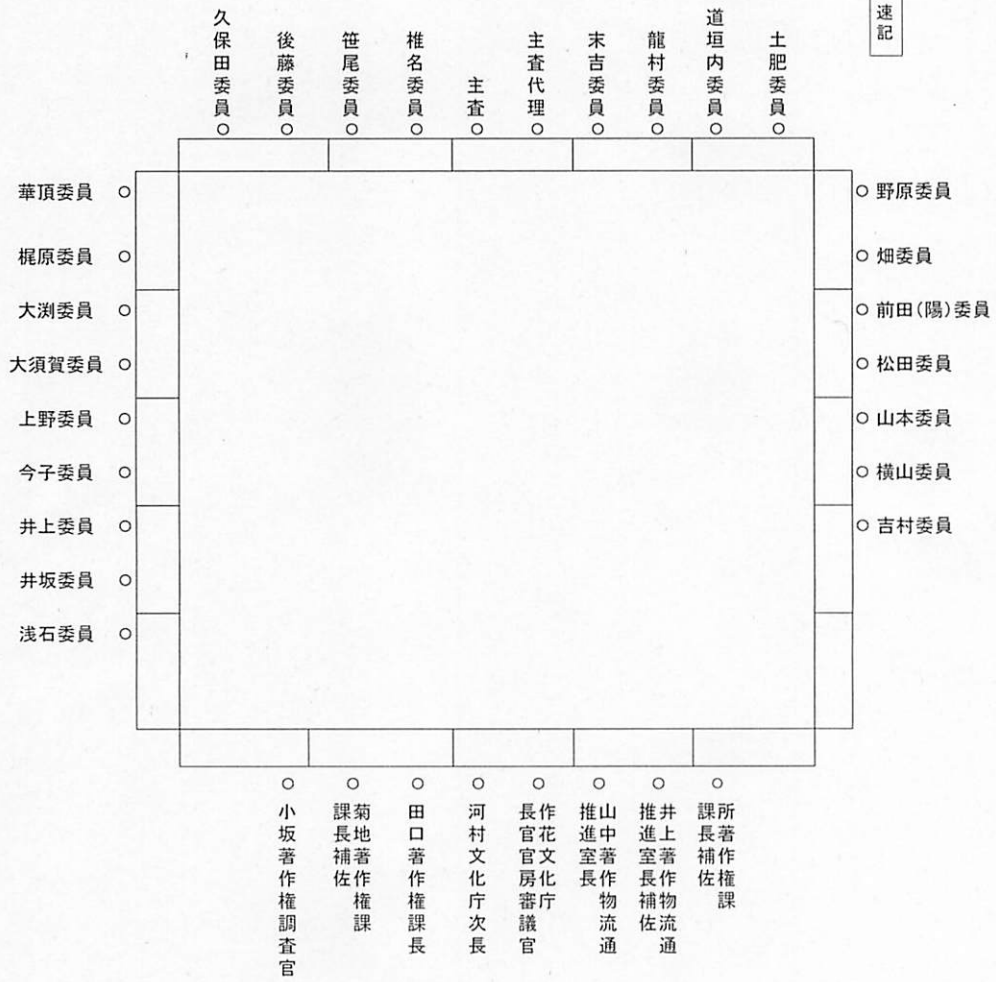 速記
久保田委員
後藤委員
笹尾委員
椎名委員
主査
主査代理
末吉委員
龍村委員
道垣内委員
土肥委員
華頂委員
梶原委員
大渕委員
大須賀委員
上野委員
今子委員
井上委員
井坂委員
浅石委員
野原委員
畑委員
前田(陽)委員
松田委員
山本委員
横山委員
吉村委員
小坂著作権調査官
菊地著作権課
課長補佐
田口著作権課長
河村文化庁次長
作花文化庁
長官官房審議官
山中著作物流通
推進室長
井上著作物流通
推進室長補佐
所著作権課
課長補佐